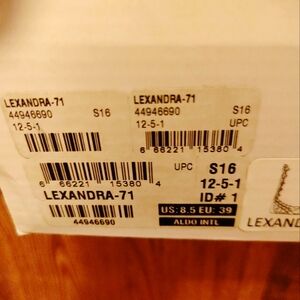 LEXANDRA-71
44946690 S16
12-5-1
LEXANDRA-71
44946690 S16
12-5-1 UPC
6 66221 15380 4
6 66221 15380 4
UPC S16
12-5-1
LEXANDRA-71 ID# 1
US: 8.5 EU: 39
44946690 ALDO INTL
LEXAND